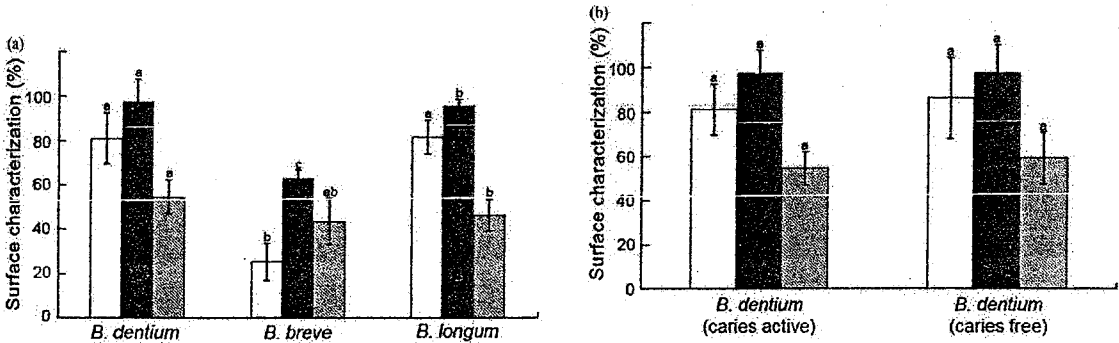 (a)
Surface characterization (%)
100
80
60
40
20
0
a
a
a
b
c
ab
a
b
b
B. dentium
B. breve
B. longum
(b)
Surface characterization (%)
100
80
60
40
20
0
a
a
a
a
a
a
B. dentium
(caries active)
B. dentium
(caries free)